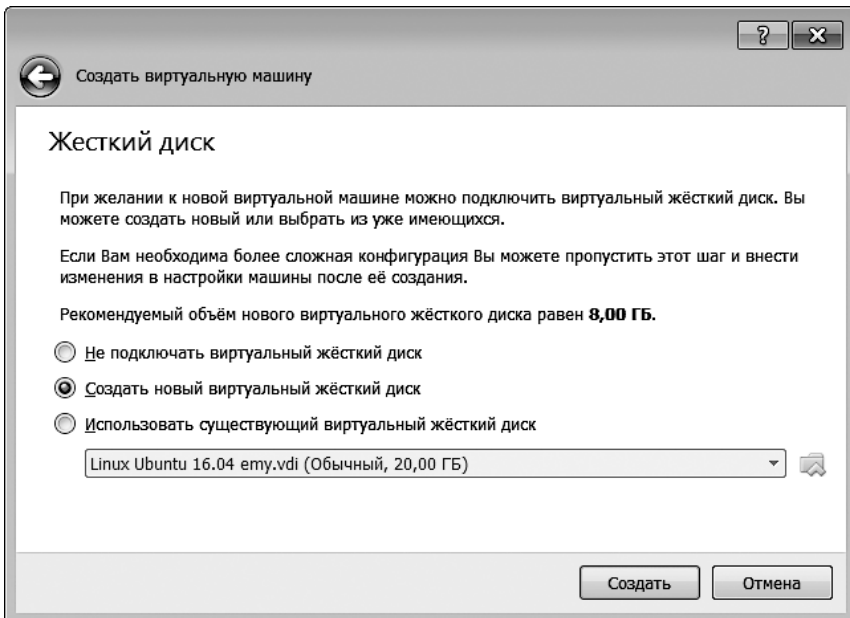 ?
Создать виртуальную машину
Жесткий диск
При желании к новой виртуальной машине можно подключить виртуальный жёсткий диск. Вы
можете создать новый или выбрать из уже имеющихся.
Если Вам необходима более сложная конфигурация Вы можете пропустить этот шаг и внести
изменения в настройки машины после её создания.
Рекомендуемый объём нового виртуального жёсткого диска равен 8,00 ГБ.
Не подключать виртуальный жёсткий диск
Создать новый виртуальный жёсткий диск
Использовать существующий виртуальный жёсткий диск
Linux Ubuntu 16.04 emy.vdi (Обычный, 20,00 ГБ)
Создать Отмена